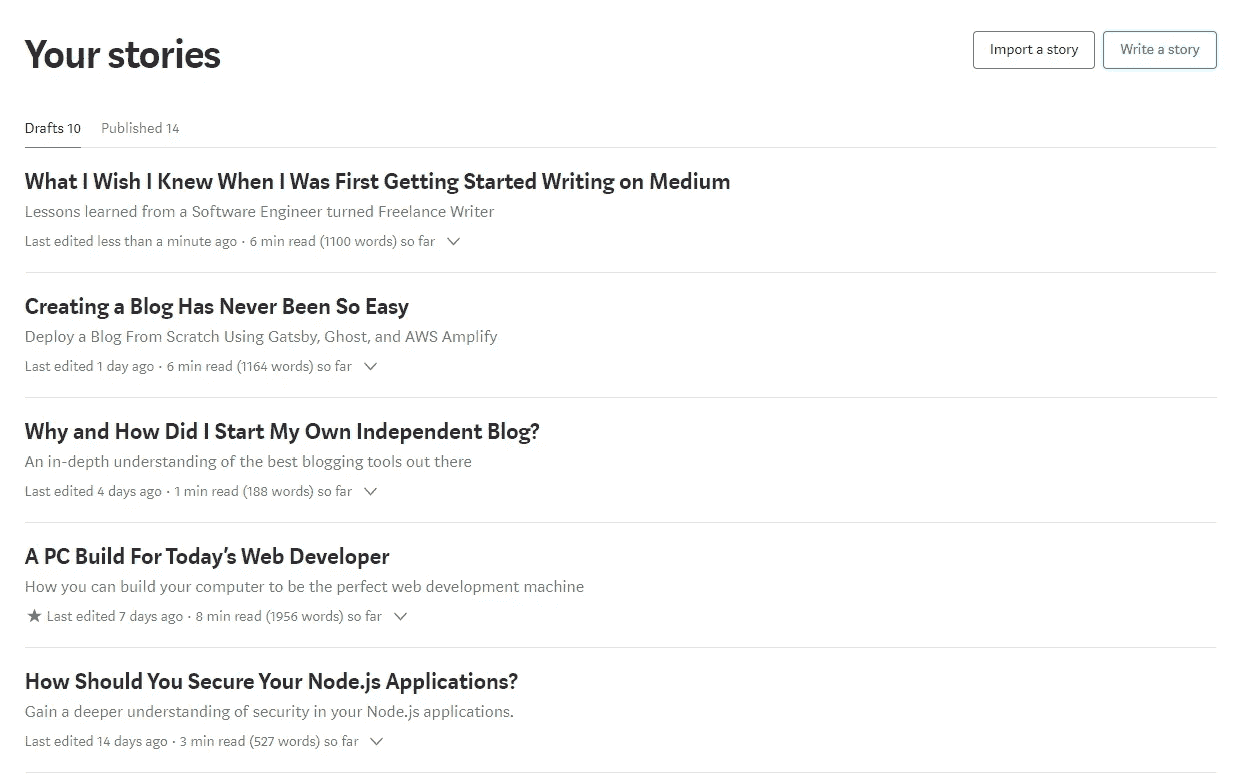 Your stories
Import a story
Write a story
Drafts 10
Published 14
What I Wish I Knew When I Was First Getting Started Writing on Medium
Lessons learned from a Software Engineer turned Freelance Writer
Last edited less than a minute ago · 6 min read (1100 words) so far
Creating a Blog Has Never Been So Easy
Deploy a Blog From Scratch Using Gatsby, Ghost, and AWS Amplify
Last edited 1 day ago · 6 min read (1164 words) so far
Why and How Did I Start My Own Independent Blog?
An in-depth understanding of the best blogging tools out there
Last edited 4 days ago · 1 min read (188 words) so far
A PC Build For Today’s Web Developer
How you can build your computer to be the perfect web development machine
★ Last edited 7 days ago · 8 min read (1956 words) so far
How Should You Secure Your Node.js Applications?
Gain a deeper understanding of security in your Node.js applications.
Last edited 14 days ago · 3 min read (527 words) so far